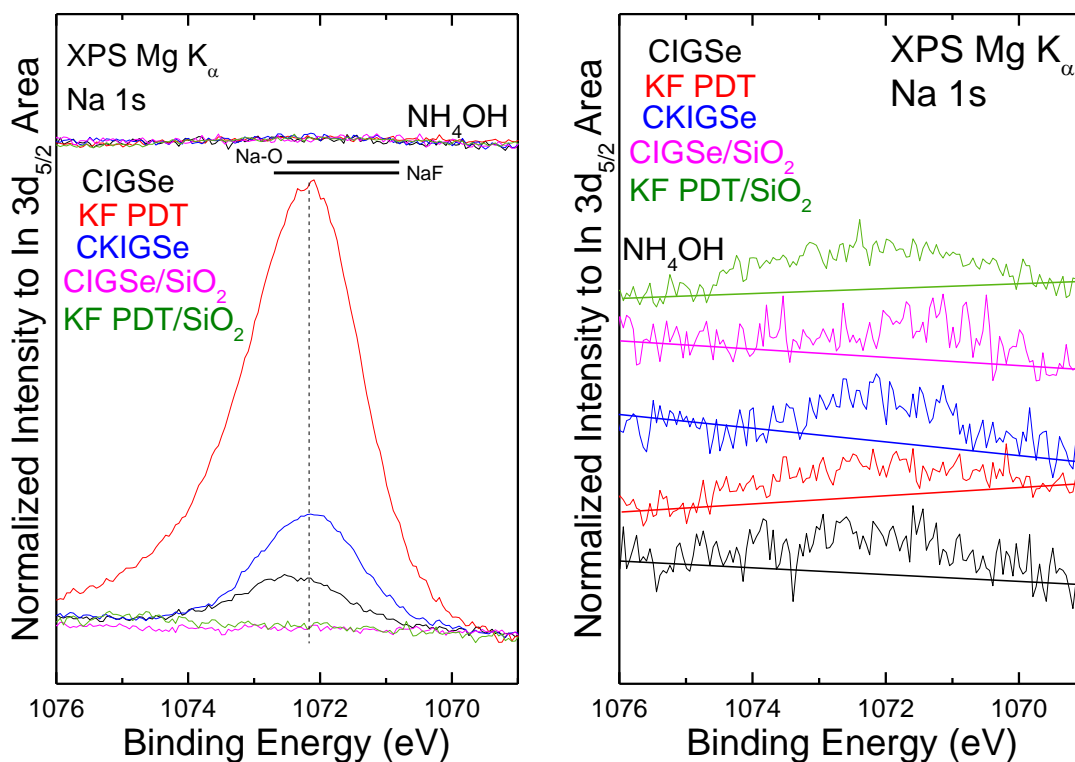 XPS Mg Kα
Na 1s
NH₄OH
Na-O
NaF
CIGSe
KF PDT
CKIGSe
CIGSe/SiO₂
KF PDT/SiO₂
Normalized Intensity to In 3d₅/₂ Area
1076
1074
1072
1070
Binding Energy (eV)
XPS Mg Kα
Na 1s
CIGSe
KF PDT
CKIGSe
CIGSe/SiO₂
KF PDT/SiO₂
NH₄OH
Normalized Intensity to In 3d₅/₂ Area
1076
1074
1072
1070
Binding Energy (eV)